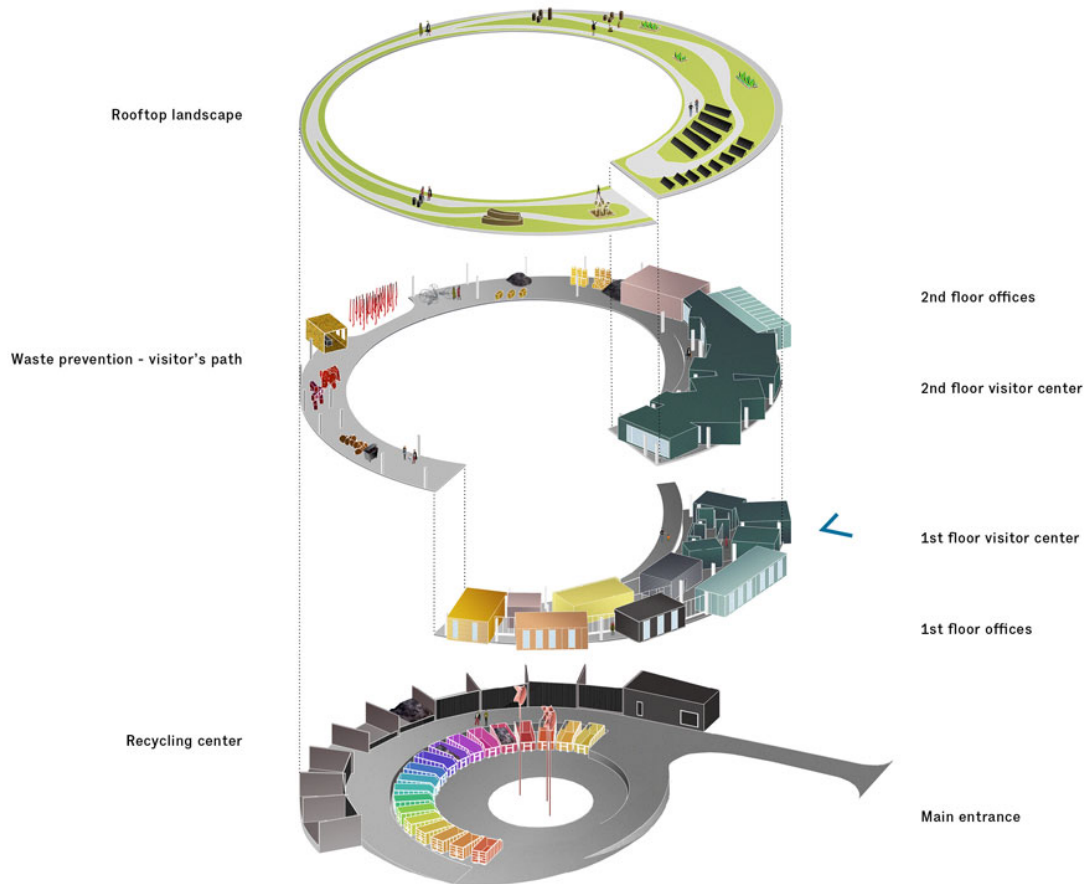 Rooftop landscape
2nd floor offices
Waste prevention - visitor's path
2nd floor visitor center
1st floor visitor center
1st floor offices
Recycling center
Main entrance